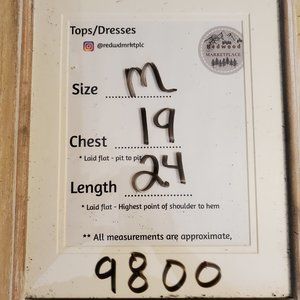 Tops/Dresses
@redwdmrktplc
Redwood
MARKETPLACE
Size M
Chest 19
* Laid flat - pit to pit
Length 24
* Laid flat - Highest point of shoulder to hem
** All measurements are approximate,
9800